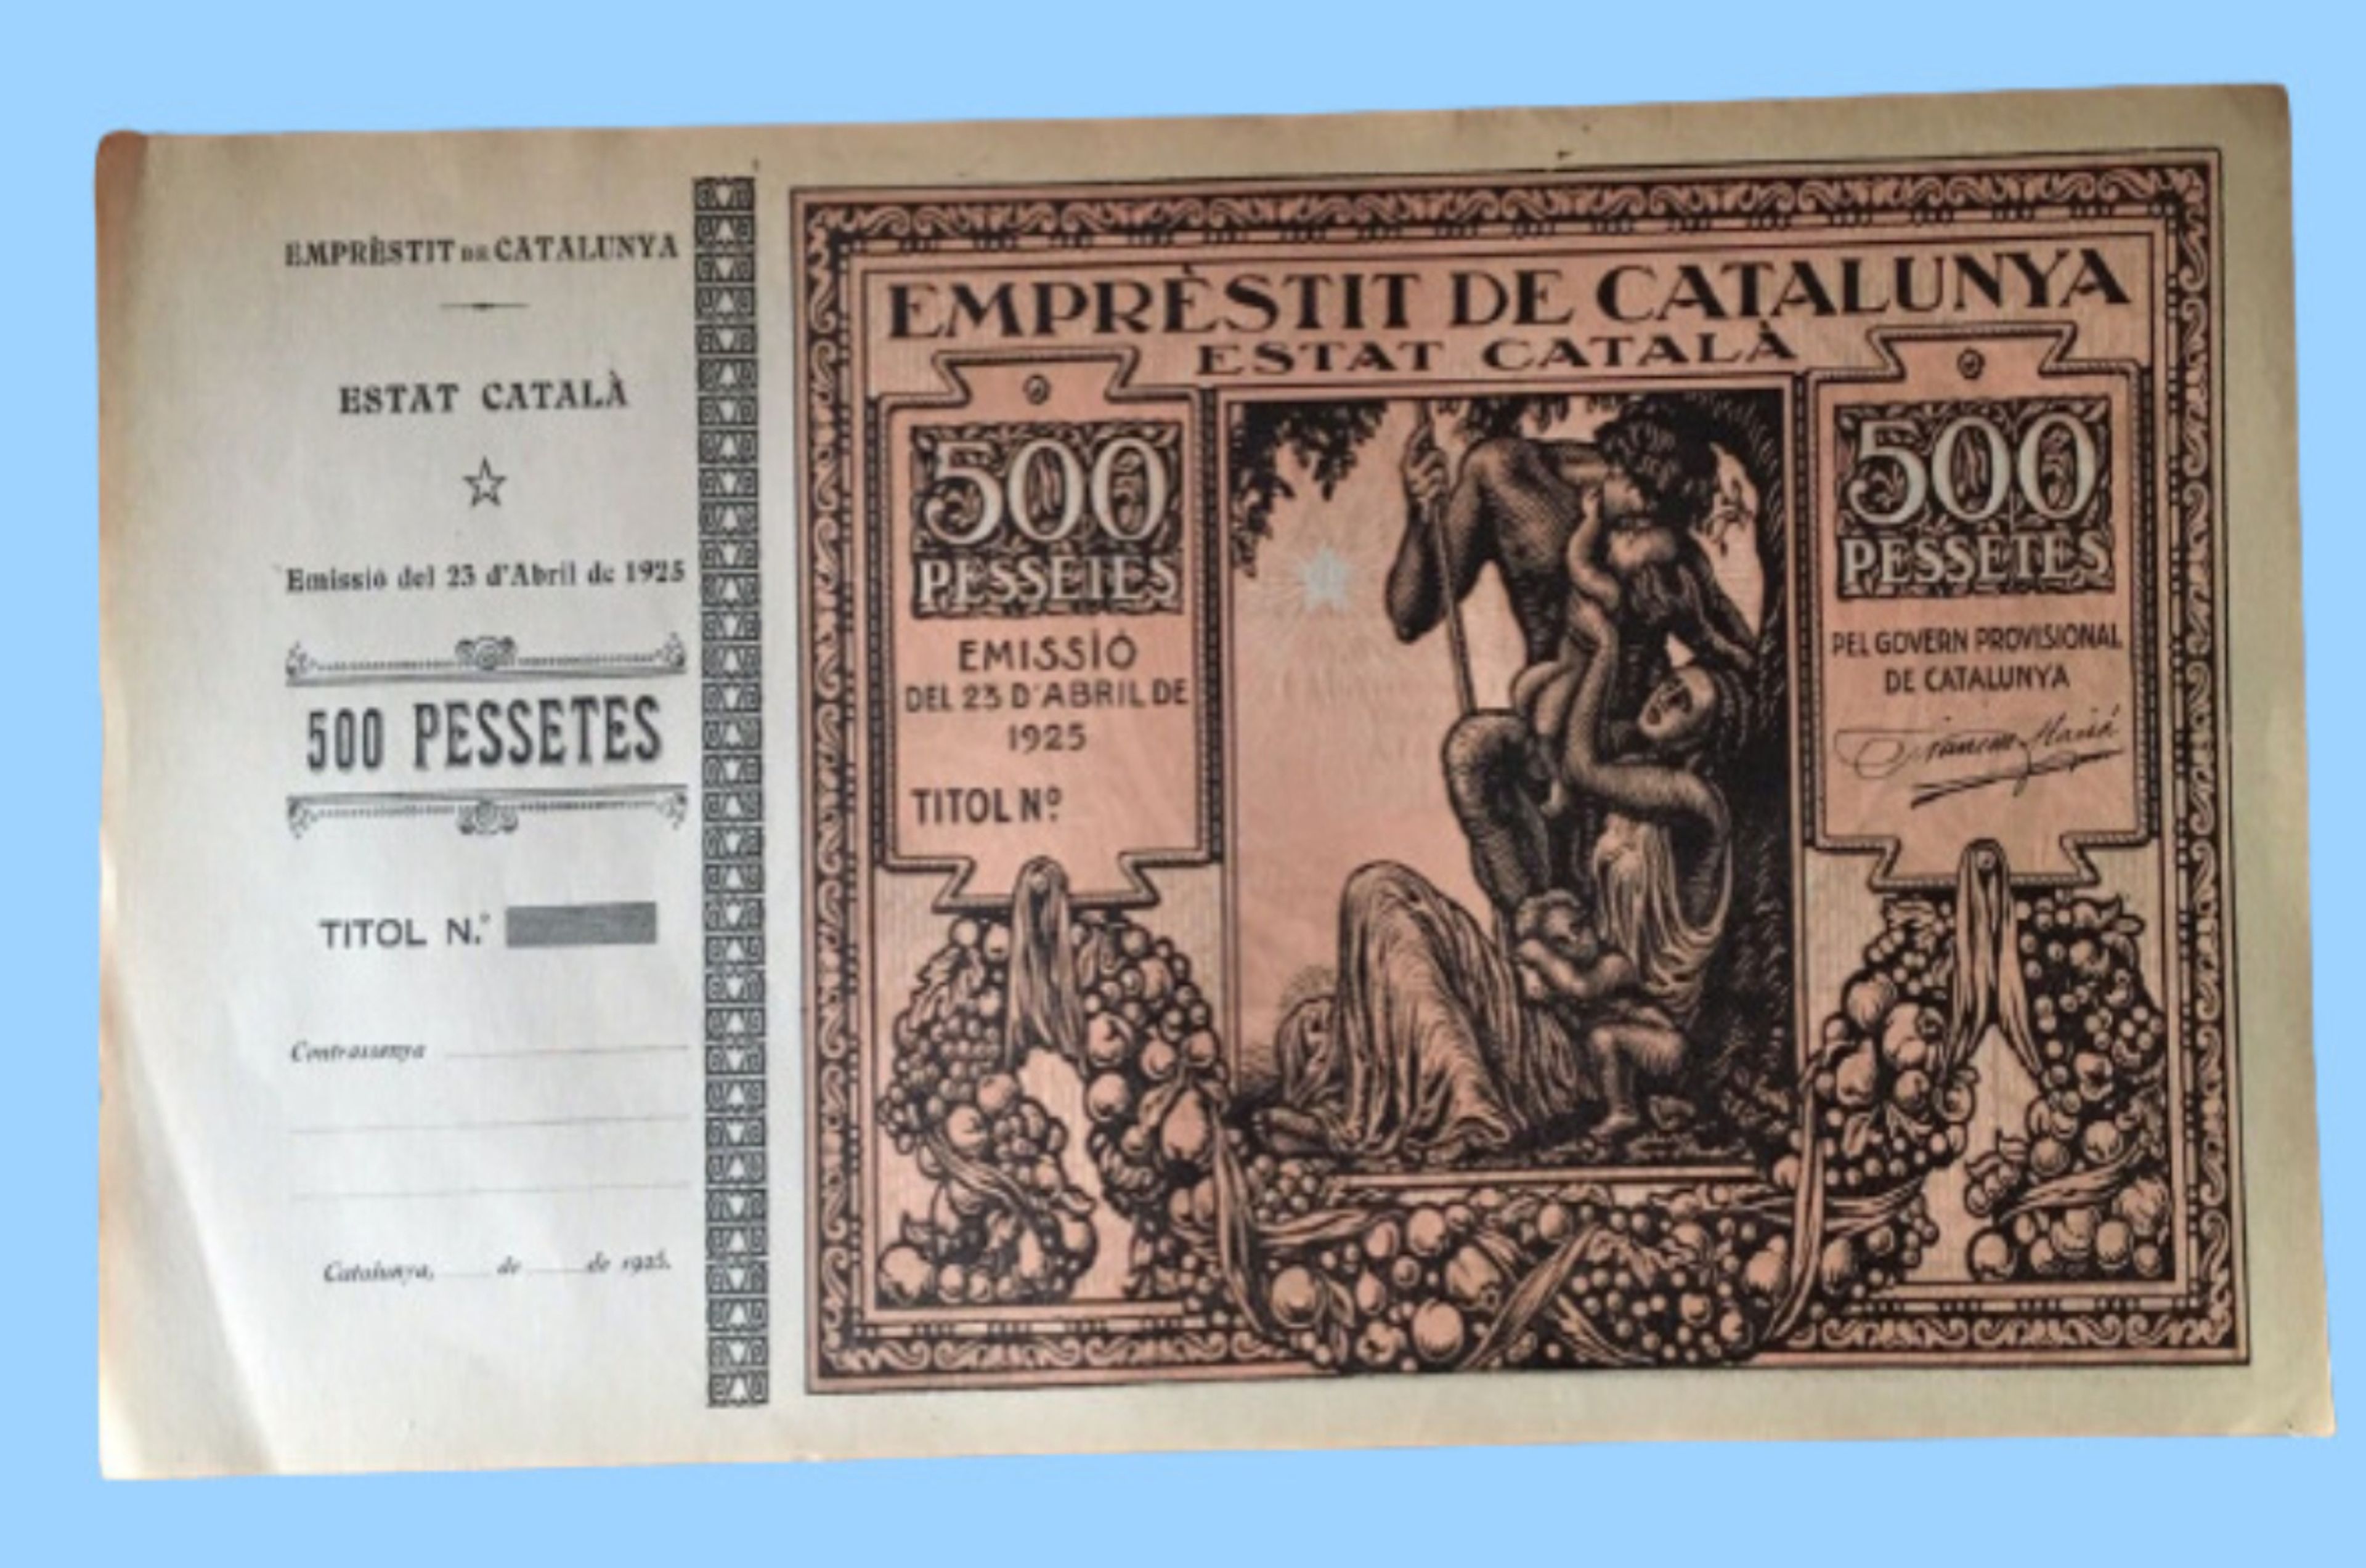 EMPRÈSTIT DE CATALUNYA
ESTAT CATALÀ
Emissió del 23 d'Abril de 1925
500 PESSETES
TITOL N.º
Contrassenya
Catalunya, de de 1925.
EMPRÈSTIT DE CATALUNYA
ESTAT CATALÀ
500
PESSETES
EMISSIÓ
DEL 23 D'ABRIL DE
1925
TITOL Nº
500
PESSETES
PEL GOVERN PROVISIONAL
DE CATALUNYA
Francesc Macià